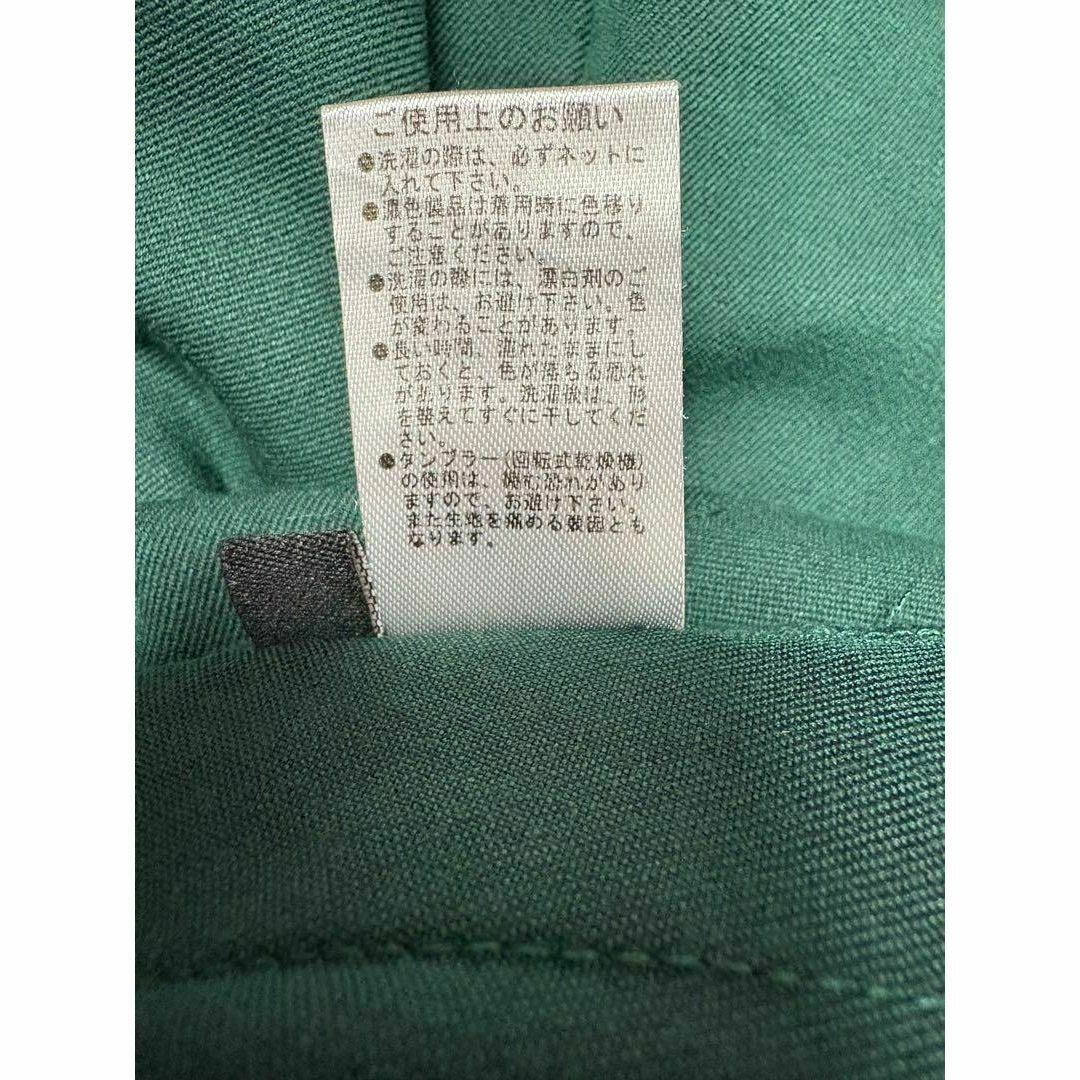 ご使用上のお願い
●洗濯の際は、必ずネットに
入れて下さい。
●濃色製品は着用時に色移り
することがありますので、
ご注意ください。
●洗濯の際には、漂白剤のご
使用は、お避け下さい。色
が変わることがあります。
●長い時間、濡れたままにし
ておくと、色が落ちる恐れ
があります。洗濯後は、形
を整えてすぐに干してくだ
さい。
●タンブラー(回転式乾燥機)
の使用は、縮む恐れがあり
ますので、お避け下さい。
また生地を痛める要因とも
なります。